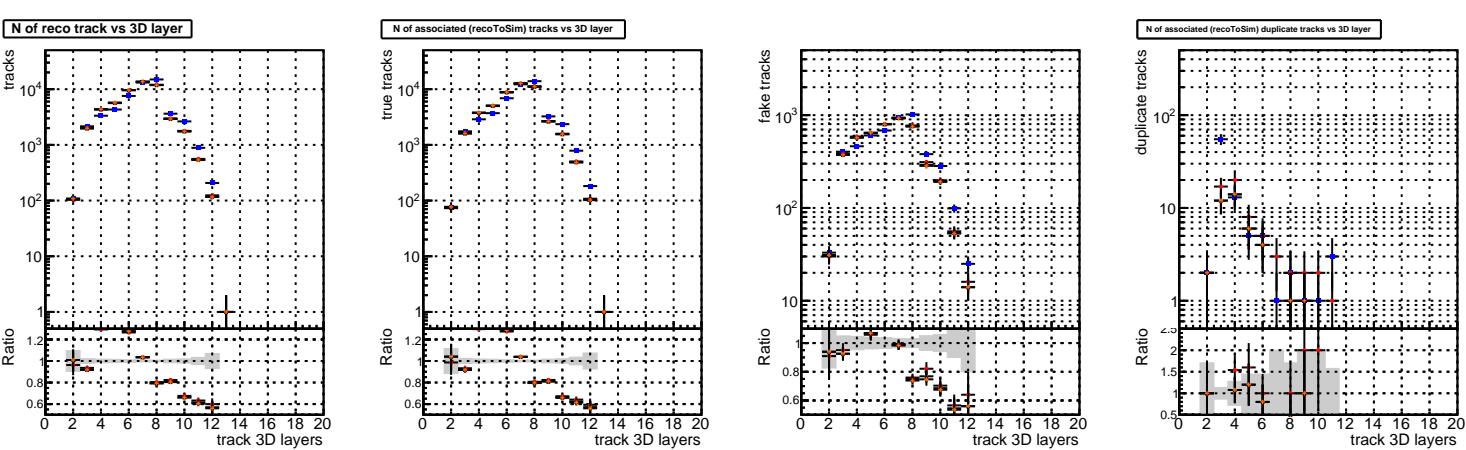 N of reco track vs 3D layer
tracks
10⁴
10³
10²
10
1
Ratio
1.2
1
0.8
0.6
0 2 4 6 8 10 12 14 16 18 20
track 3D layers
N of associated (recoToSim) tracks vs 3D layer
true tracks
10⁴
10³
10²
10
1
Ratio
1.2
1
0.8
0.6
0 2 4 6 8 10 12 14 16 18 20
track 3D layers
fake tracks
10³
10²
10
Ratio
1
0.8
0.6
0 2 4 6 8 10 12 14 16 18 20
track 3D layers
N of associated (recoToSim) duplicate tracks vs 3D layer
duplicate tracks
10²
10
1
Ratio
2.5
2
1.5
1
0.5
0 2 4 6 8 10 12 14 16 18 20
track 3D layers